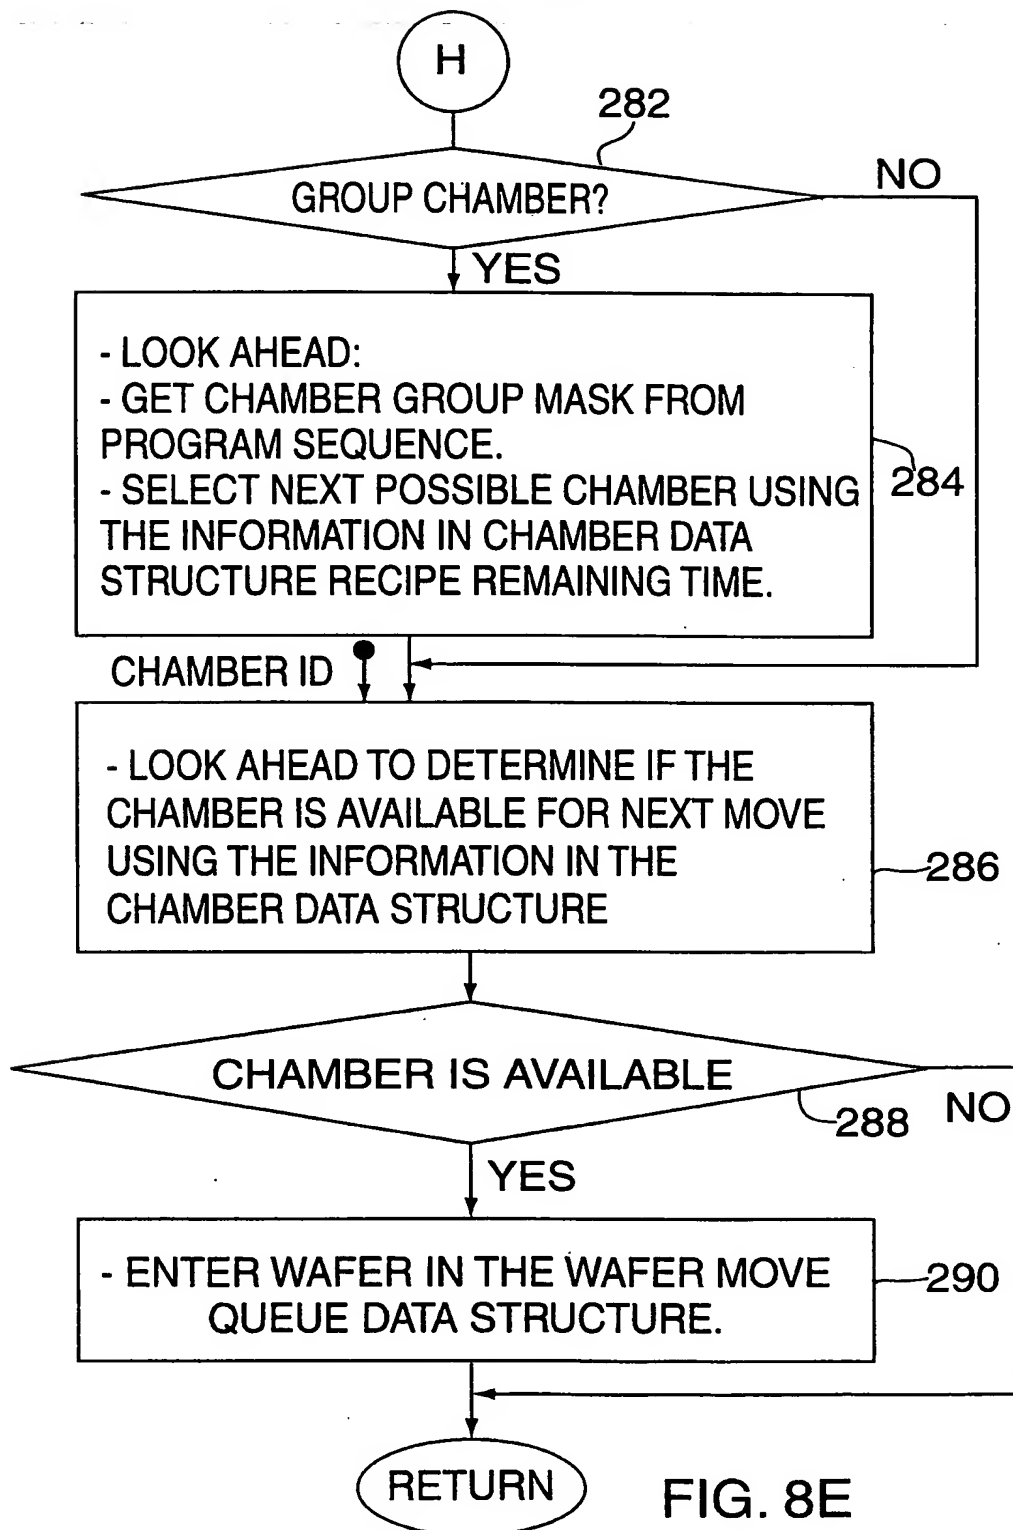 H
282
GROUP CHAMBER?
NO
YES
- LOOK AHEAD:
- GET CHAMBER GROUP MASK FROM
PROGRAM SEQUENCE.
- SELECT NEXT POSSIBLE CHAMBER USING
THE INFORMATION IN CHAMBER DATA
STRUCTURE RECIPE REMAINING TIME.
284
CHAMBER ID
- LOOK AHEAD TO DETERMINE IF THE
CHAMBER IS AVAILABLE FOR NEXT MOVE
USING THE INFORMATION IN THE
CHAMBER DATA STRUCTURE
286
CHAMBER IS AVAILABLE
288
NO
YES
- ENTER WAFER IN THE WAFER MOVE
QUEUE DATA STRUCTURE.
290
RETURN
FIG. 8E